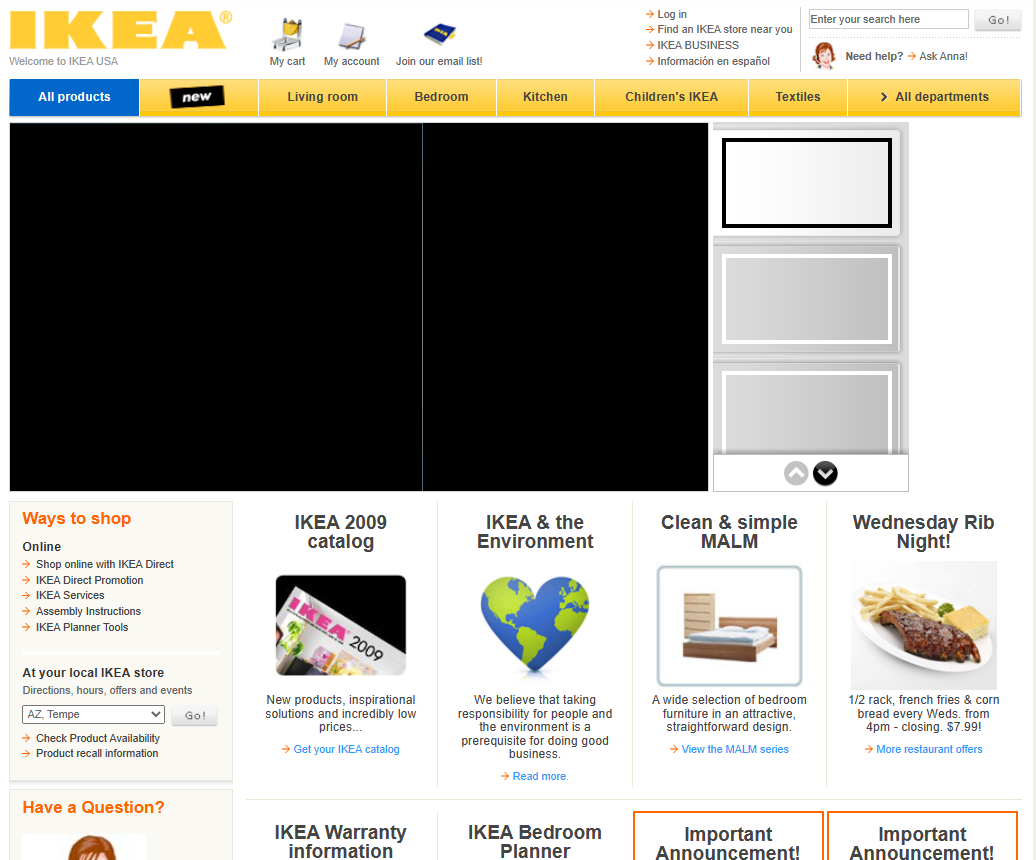 IKEA®
Welcome to IKEA USA
My cart
My account
Join our email list!
Log in
Find an IKEA store near you
IKEA BUSINESS
Información en español
Enter your search here
Go!
Need help? Ask Anna!
All products
new
Living room
Bedroom
Kitchen
Children's IKEA
Textiles
All departments
Ways to shop
Online
Shop online with IKEA Direct
IKEA Direct Promotion
IKEA Services
Assembly Instructions
IKEA Planner Tools
At your local IKEA store
Directions, hours, offers and events
AZ, Tempe
Go!
Check Product Availability
Product recall information
Have a Question?
IKEA 2009
catalog
IKEA 2009
New products, inspirational
solutions and incredibly low
prices...
Get your IKEA catalog
IKEA & the
Environment
We believe that taking
responsibility for people and
the environment is a
prerequisite for doing good
business.
Read more.
Clean & simple
MALM
A wide selection of bedroom
furniture in an attractive,
straightforward design.
View the MALM series
Wednesday Rib
Night!
1/2 rack, french fries & corn
bread every Weds. from
4pm - closing. $7.99!
More restaurant offers
IKEA Warranty
information
IKEA Bedroom
Planner
Important
Announcement!
Important
Announcement!